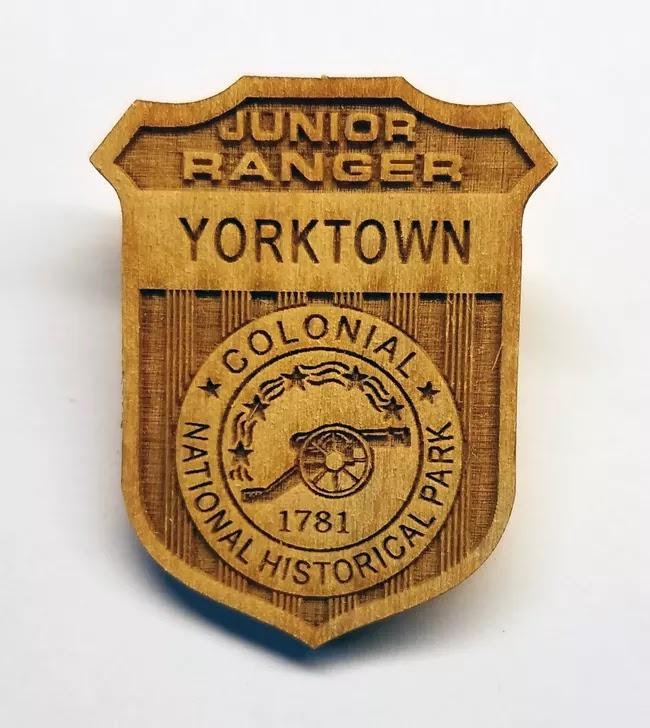 JUNIOR
RANGER
YORKTOWN
COLONIAL
NATIONAL HISTORICAL PARK
1781